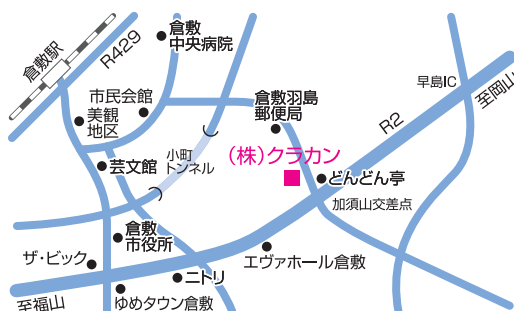 倉敷駅
R429
倉敷
中央病院
市民会館
美観
地区
芸文館
小町
トンネル
倉敷羽島
郵便局
(株)クラカン
R2
早島IC
至岡山
どんどん亭
加須山交差点
倉敷
市役所
ザ・ビック
エヴァホール倉敷
ニトリ
至福山
ゆめタウン倉敷